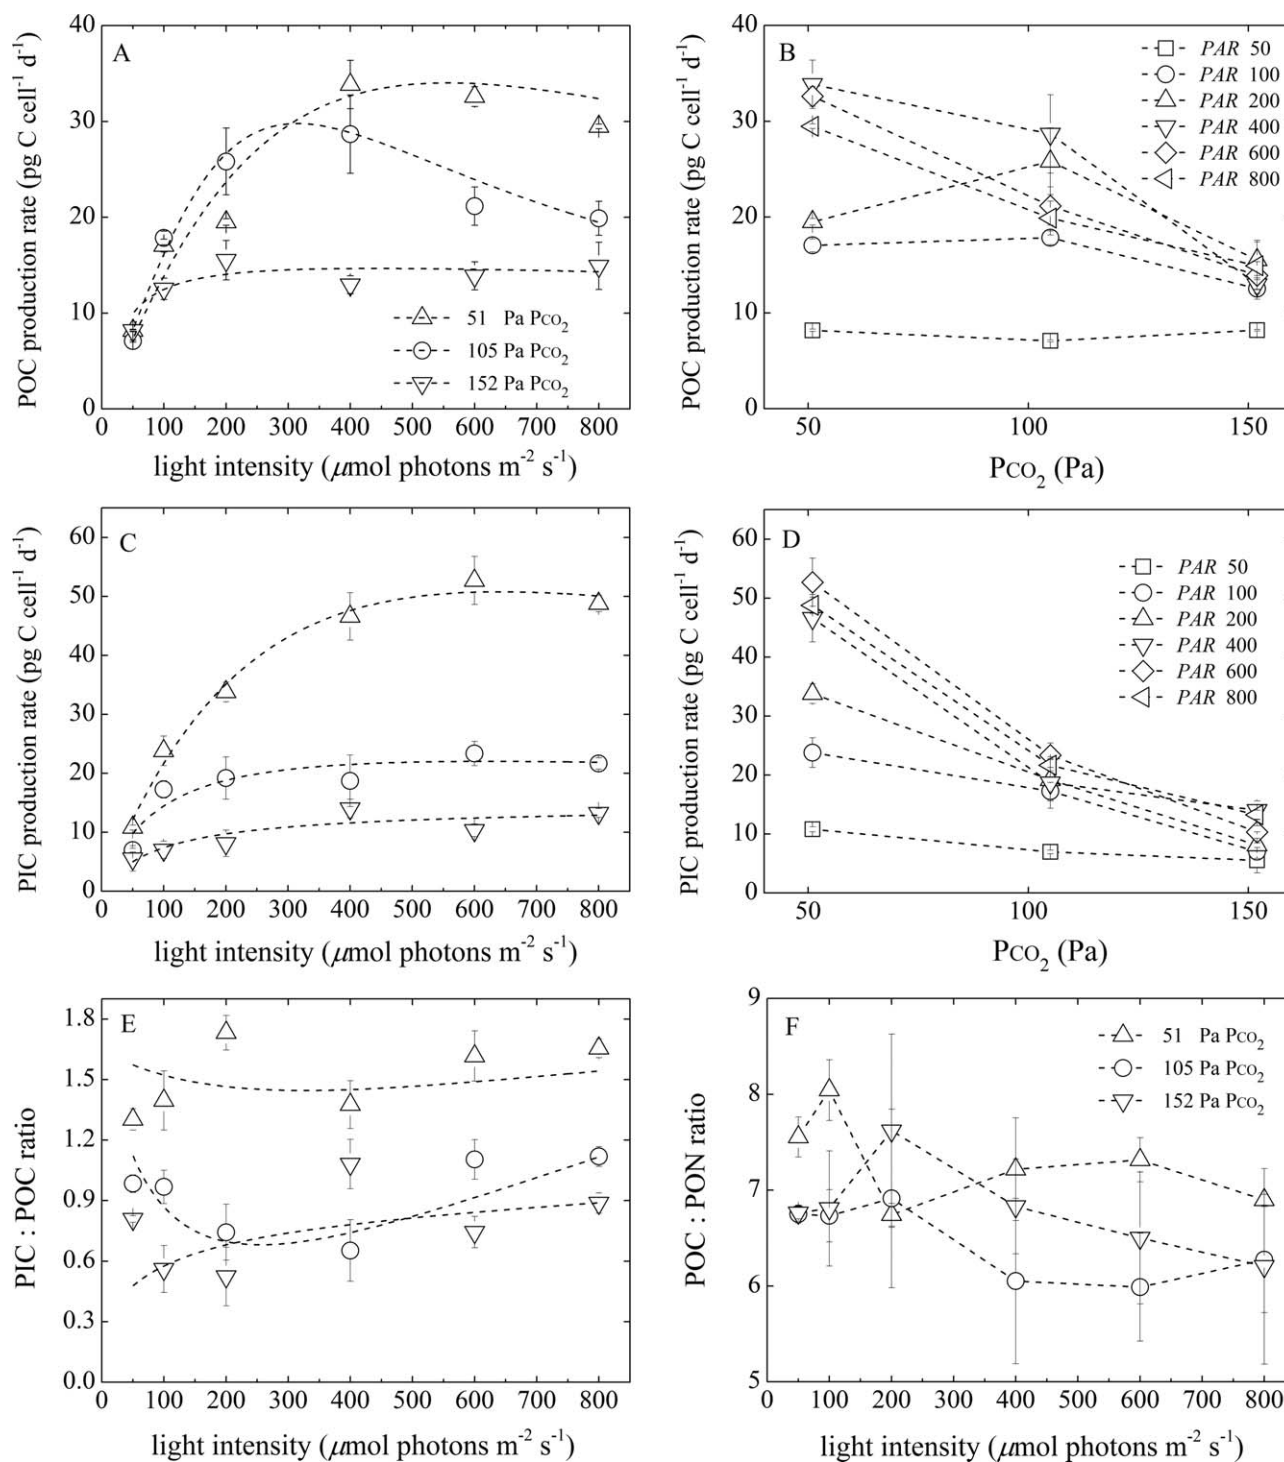 A
POC production rate (pg C cell⁻¹ d⁻¹)
40
30
20
10
0
51 Pa PCO₂
105 Pa PCO₂
152 Pa PCO₂
0 100 200 300 400 500 600 700 800
light intensity (μmol photons m⁻² s⁻¹)
B
POC production rate (pg C cell⁻¹ d⁻¹)
40
30
20
10
0
PAR 50
PAR 100
PAR 200
PAR 400
PAR 600
PAR 800
50 100 150
PCO₂ (Pa)
C
PIC production rate (pg C cell⁻¹ d⁻¹)
60
50
40
30
20
10
0
0 100 200 300 400 500 600 700 800
light intensity (μmol photons m⁻² s⁻¹)
D
PIC production rate (pg C cell⁻¹ d⁻¹)
60
50
40
30
20
10
0
PAR 50
PAR 100
PAR 200
PAR 400
PAR 600
PAR 800
50 100 150
PCO₂ (Pa)
E
PIC : POC ratio
1.8
1.5
1.2
0.9
0.6
0.3
0.0
0 100 200 300 400 500 600 700 800
light intensity (μmol photons m⁻² s⁻¹)
F
POC : PON ratio
9
8
7
6
5
51 Pa PCO₂
105 Pa PCO₂
152 Pa PCO₂
0 100 200 300 400 500 600 700 800
light intensity (μmol photons m⁻² s⁻¹)